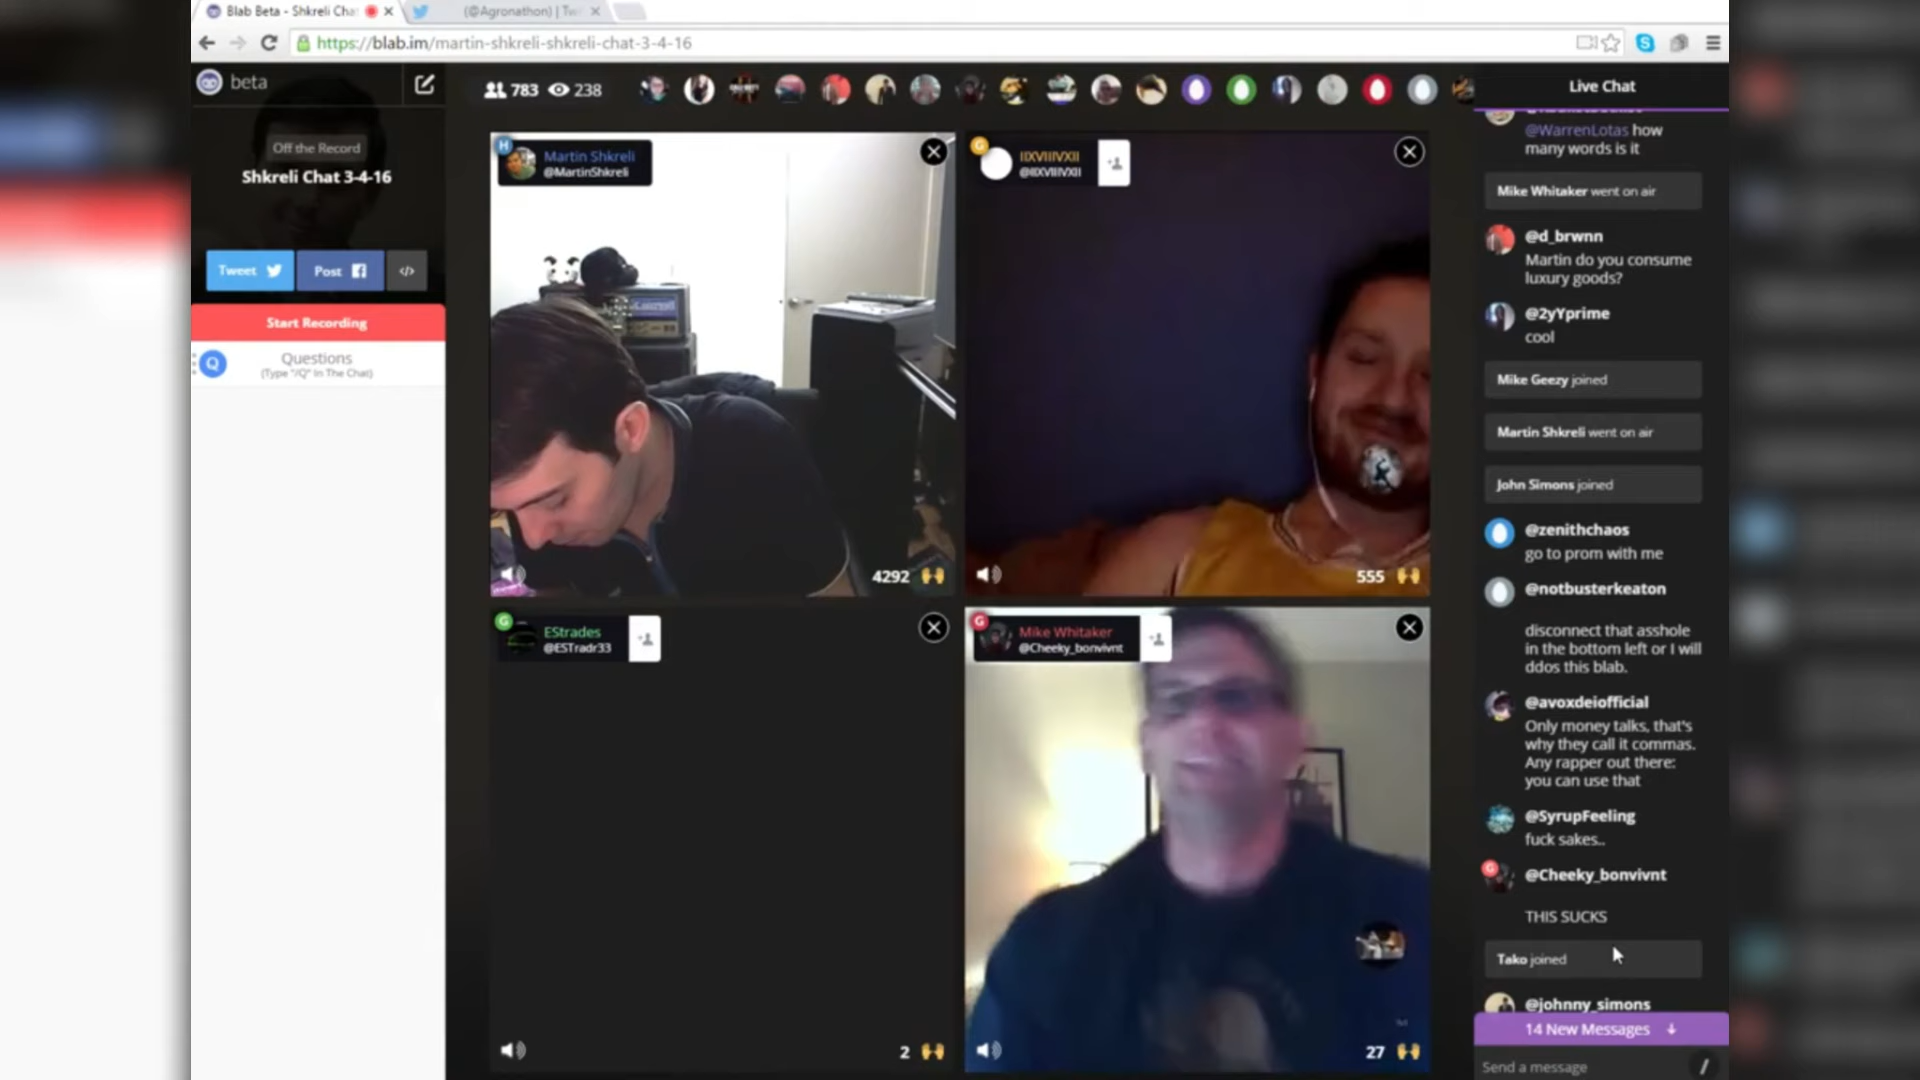 Blab Beta - Shkreli Cha
(@Agronathon) | Tw
https://blab.im/martin-shkreli-shkreli-chat-3-4-16
beta
783 238
Live Chat
Off the Record
Shkreli Chat 3-4-16
Tweet
Post
</>
Start Recording
Q
Questions
(Type "/Q" In The Chat)
H
Martin Shkreli
@MartinShkreli
4292
G
IIXVIIIVXII
@IIXVIIIVXII
555
G
EStrades
@ESTradr33
2
G
Mike Whitaker
@Cheeky_bonvivnt
27
@WarrenLotas how
many words is it
Mike Whitaker went on air
@d_brwnn
Martin do you consume
luxury goods?
@2yYprime
cool
Mike Geezy joined
Martin Shkreli went on air
John Simons joined
@zenithchaos
go to prom with me
@notbusterkeaton
disconnect that asshole
in the bottom left or I will
ddos this blab.
@avoxdeiofficial
Only money talks, that's
why they call it commas.
Any rapper out there:
you can use that
@SyrupFeeling
fuck sakes..
G
@Cheeky_bonvivnt
THIS SUCKS
Tako joined
@johnny_simons
14 New Messages
Send a message
/